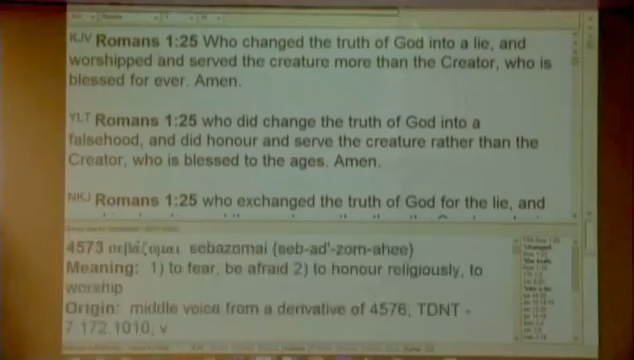 KJV Romans 1:25 Who changed the truth of God into a lie, and
worshipped and served the creature more than the Creator, who is
blessed for ever. Amen.
YLT Romans 1:25 who did change the truth of God into a
falsehood, and did honour and serve the creature rather than the
Creator, who is blessed to the ages. Amen.
NKJ Romans 1:25 who exchanged the truth of God for the lie, and
4573 σεβάζομαι sebazomai (seb-ad'-zom-ahee)
Meaning: 1) to fear, be afraid 2) to honour religiously, to
worship
Origin: middle voice from a derivative of 4576; TDNT -
7:172,1010; v